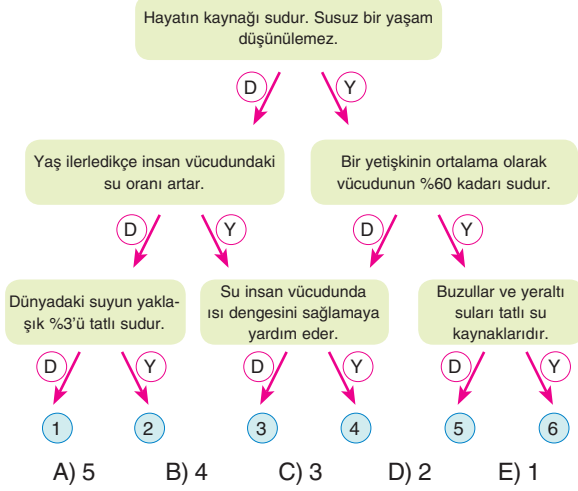 Hayatın kaynağı sudur. Susuz bir yaşam
düşünülemez.
D
Y
Yaş ilerledikçe insan vücudundaki
su oranı artar.
Bir yetişkinin ortalama olarak
vücudunun %60 kadarı sudur.
D
Y
D
Y
Dünyadaki suyun yakla-
şık %3'ü tatlı sudur.
Su insan vücudunda
ısı dengesini sağlamaya
yardım eder.
Buzullar ve yeraltı
suları tatlı su
kaynaklarıdır.
D
Y
D
Y
D
Y
1
2
3
4
5
6
A) 5 B) 4 C) 3 D) 2 E) 1